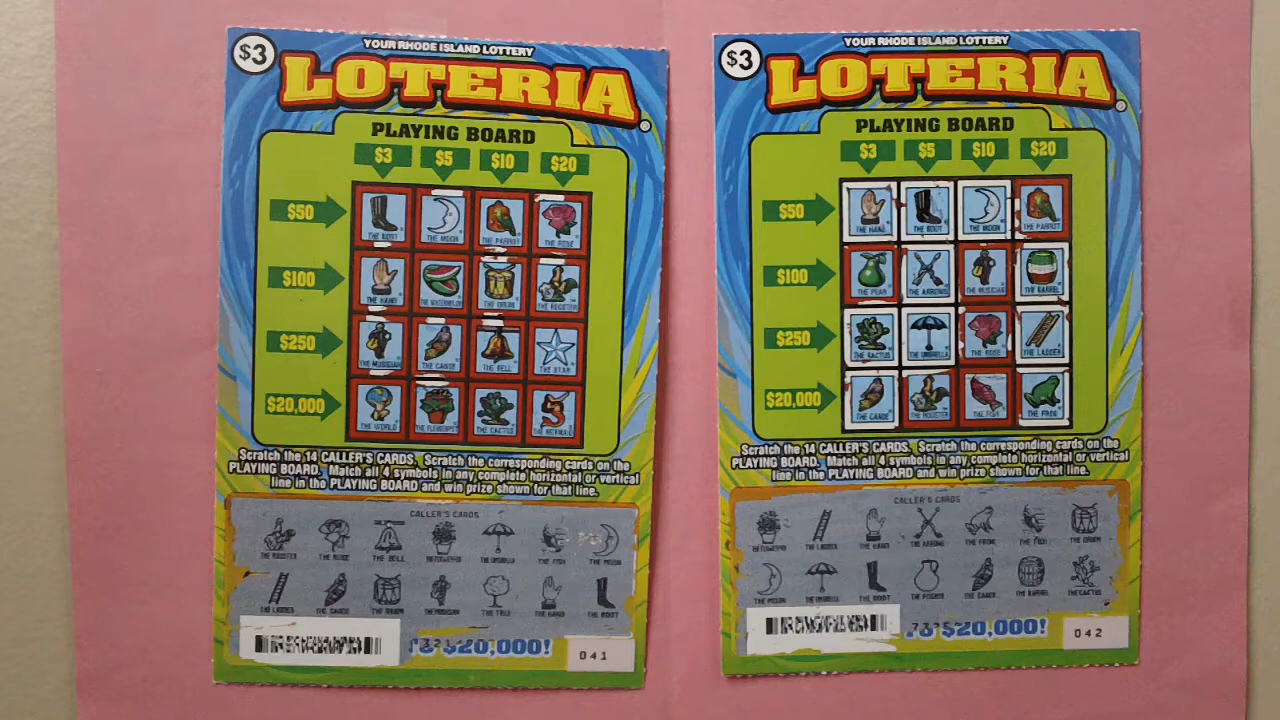 $3
YOUR RHODE ISLAND LOTTERY
LOTERIA
PLAYING BOARD
$3 $5 $10 $20
$50
THE BOOT THE MOON THE PARROT THE ROSE
$100
THE HAND THE WATERMELON THE DRUM THE ROOSTER
$250
THE MUSICIAN THE CANOE THE BELL THE STAR
$20,000
THE WORLD THE FLOWERPOT THE CACTUS THE MERMAID
Scratch the 14 CALLER'S CARDS. Scratch the corresponding cards on the
PLAYING BOARD. Match all 4 symbols in any complete horizontal or vertical
line in the PLAYING BOARD and win prize shown for that line.
CALLER'S CARDS
THE ROOSTER THE ROSE THE BELL THE UMBRELLA THE FISH THE MOON
THE LADDER THE CANOE THE DRUM THE MUSICIAN THE TREE THE HAND THE BOOT
$20,000!
041
$3
YOUR RHODE ISLAND LOTTERY
LOTERIA
PLAYING BOARD
$3 $5 $10 $20
$50
THE HAND THE BOOT THE MOON THE PARROT
$100
THE PEAR THE ARROWS THE MUSICIAN THE BARREL
$250
THE CACTUS THE UMBRELLA THE ROSE THE LADDER
$20,000
THE CANOE THE ROOSTER THE FISH THE FROG
Scratch the 14 CALLER'S CARDS. Scratch the corresponding cards on the
PLAYING BOARD. Match all 4 symbols in any complete horizontal or vertical
line in the PLAYING BOARD and win prize shown for that line.
CALLER'S CARDS
THE LADDER THE HAND THE ARROWS THE FROG THE FISH THE DRUM
THE MOON THE UMBRELLA THE BOOT THE PITCHER THE CANOE THE BARREL THE CACTUS
$20,000!
042